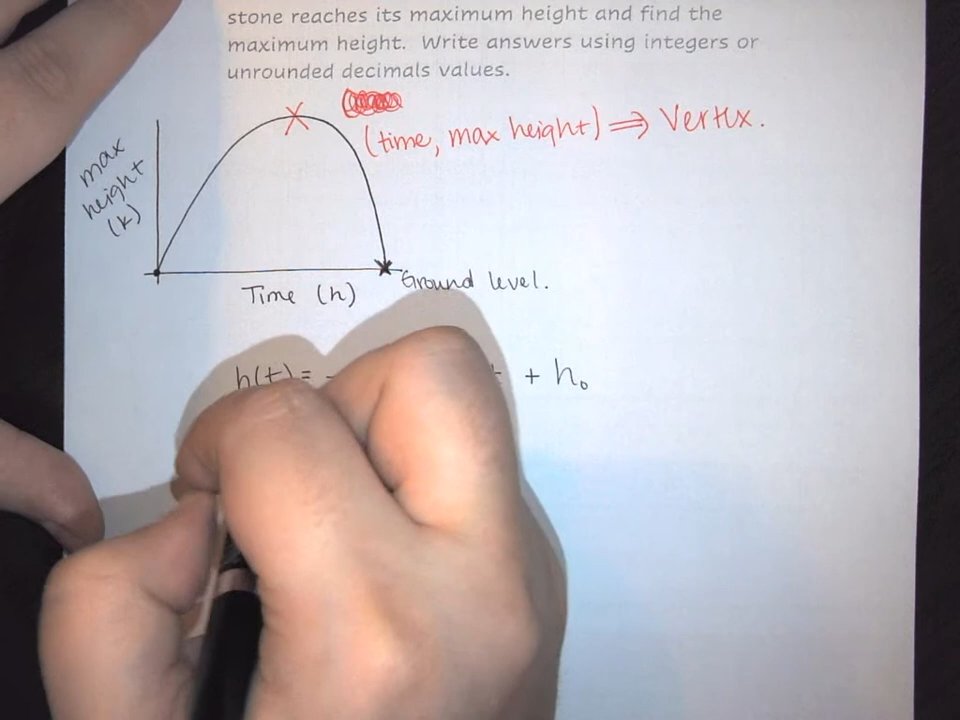 stone reaches its maximum height and find the
maximum height. Write answers using integers or
unrounded decimals values.
(time, max height) ⇒ Vertex.
max
height
(k)
Ground level.
Time (h)
h(t) = - t + h₀